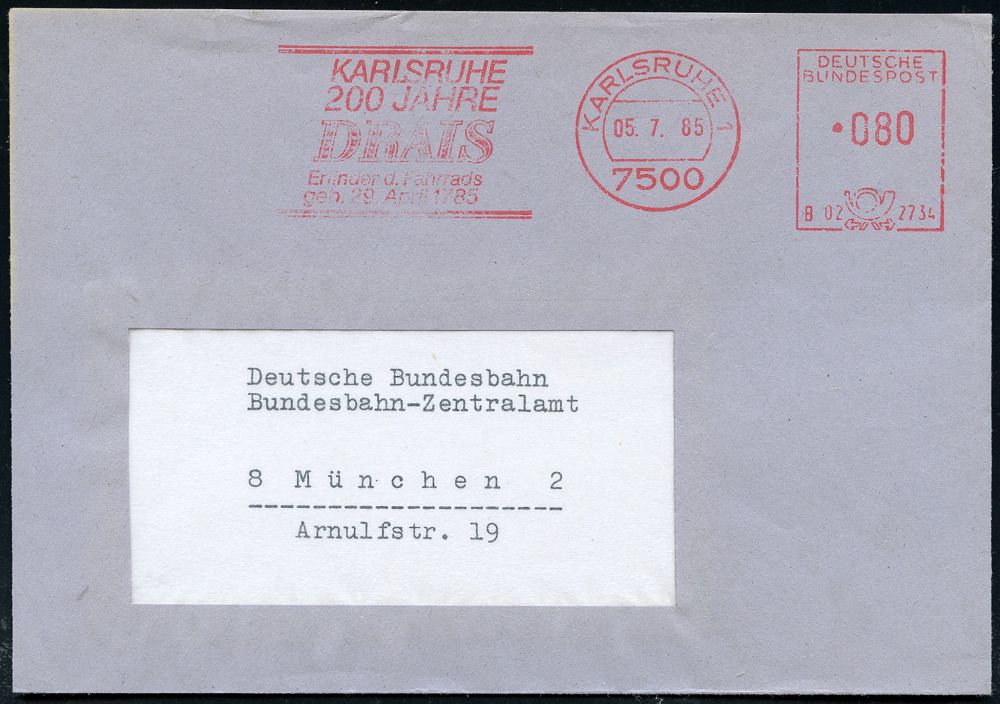 KARLSRUHE
200 JAHRE
DRAIS
Erfinder d. Fahrrads
geb. 29. April 1785
KARLSRUHE 1
05. 7. 85
7500
DEUTSCHE
BUNDESPOST
•080
B 02 2734
Deutsche Bundesbahn
Bundesbahn-Zentralamt
8 München 2
Arnulfstr. 19